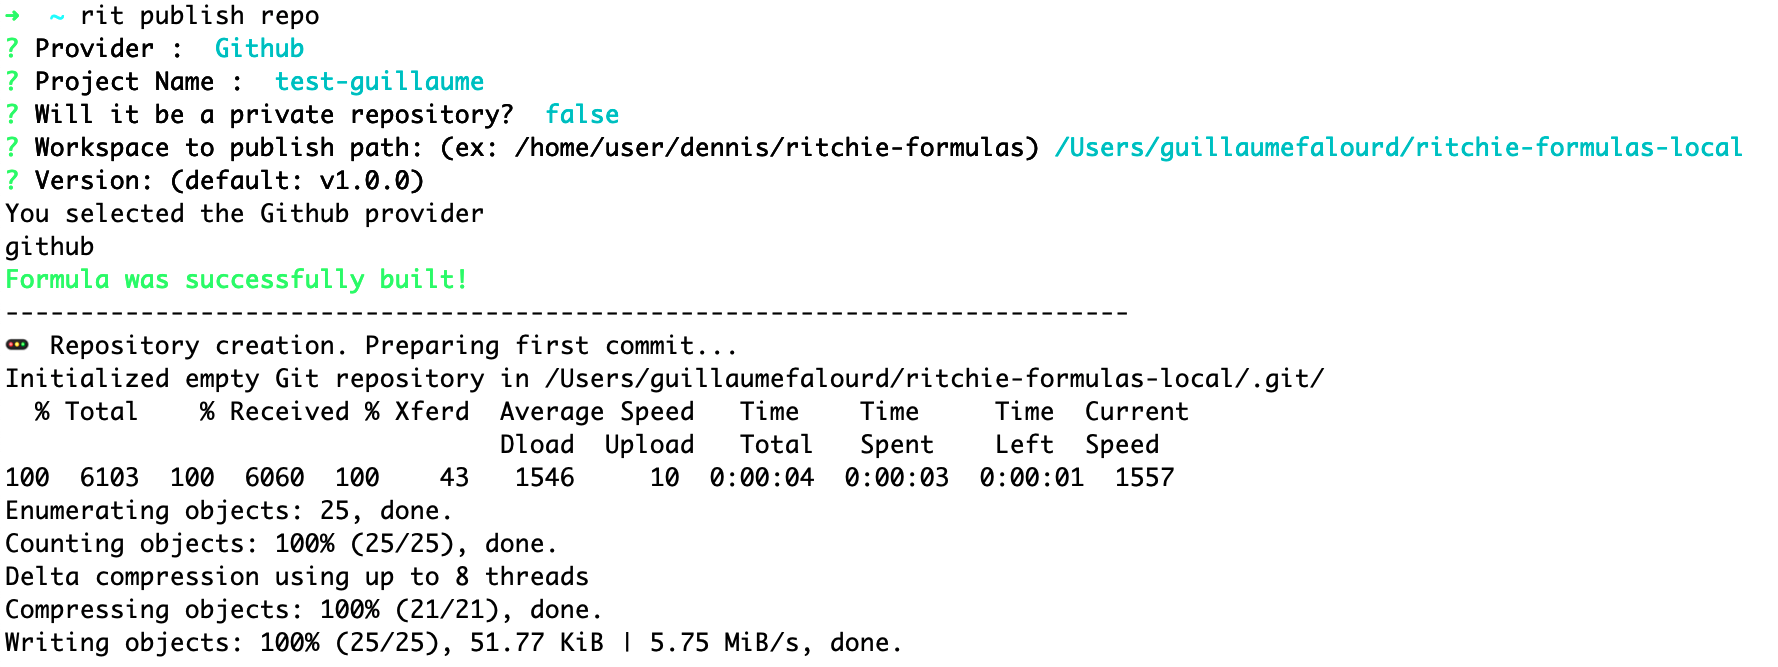 ➜  ~ rit publish repo
? Provider :  Github
? Project Name :  test-guillaume
? Will it be a private repository?  false
? Workspace to publish path: (ex: /home/user/dennis/ritchie-formulas) /Users/guillaumefalourd/ritchie-formulas-local
? Version: (default: v1.0.0)
You selected the Github provider
github
Formula was successfully built!
---------------------------------------------------------------------------
🚥 Repository creation. Preparing first commit...
Initialized empty Git repository in /Users/guillaumefalourd/ritchie-formulas-local/.git/
  % Total    % Received % Xferd  Average Speed   Time    Time     Time  Current
                                 Dload  Upload   Total   Spent    Left  Speed
100  6103  100  6060  100    43   1546     10  0:00:04  0:00:03  0:00:01  1557
Enumerating objects: 25, done.
Counting objects: 100% (25/25), done.
Delta compression using up to 8 threads
Compressing objects: 100% (21/21), done.
Writing objects: 100% (25/25), 51.77 KiB | 5.75 MiB/s, done.